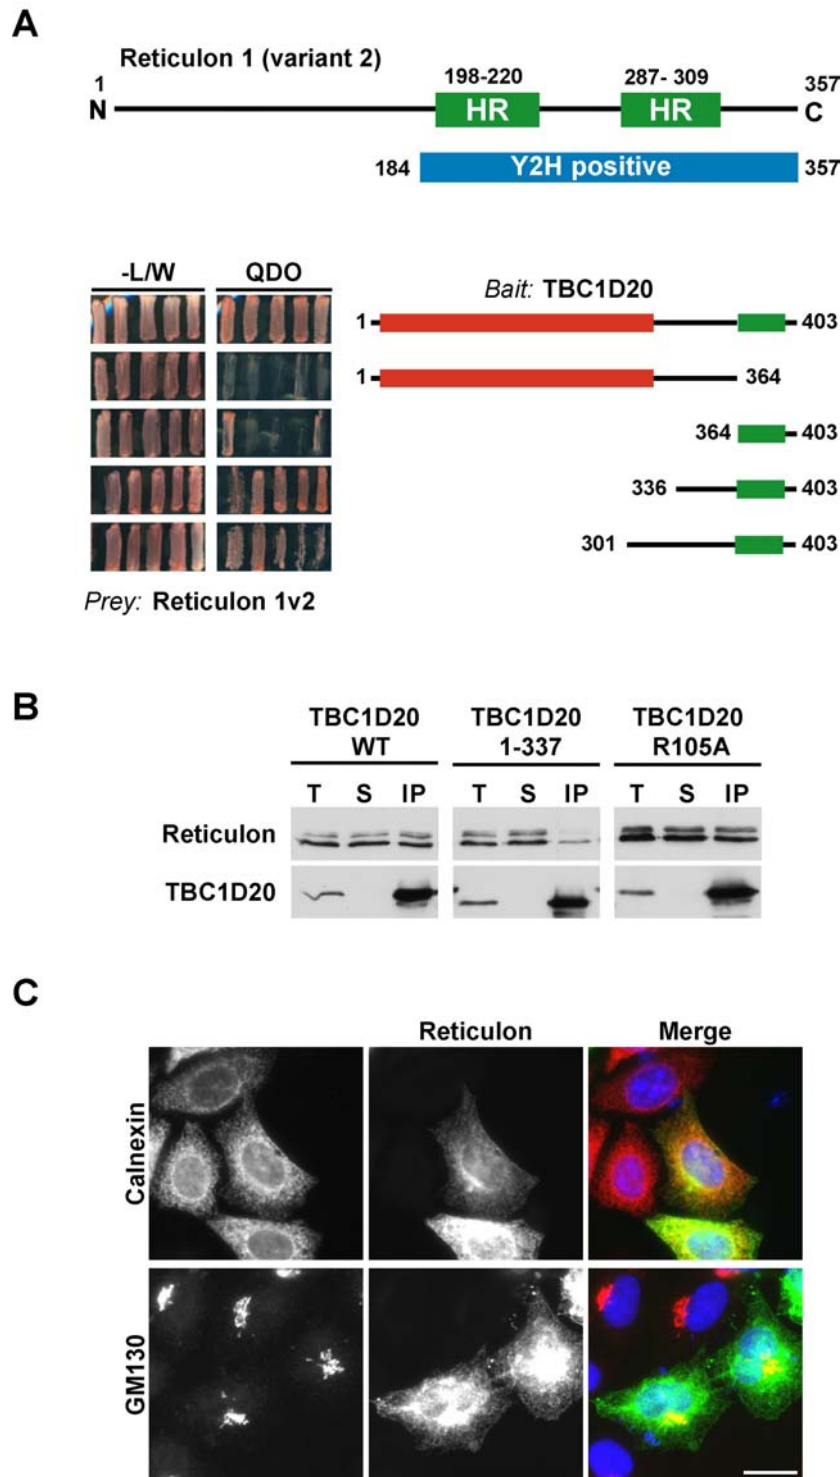 A
Reticulon 1 (variant 2)
1
198-220
287- 309
357
N
HR
HR
C
184
Y2H positive
357
-L/W
QDO
Bait: TBC1D20
1
403
1
364
364
403
336
403
301
403
Prey: Reticulon 1v2
B
TBC1D20 WT
TBC1D20 1-337
TBC1D20 R105A
T S IP
T S IP
T S IP
Reticulon
TBC1D20
C
Reticulon
Merge
Calnexin
GM130